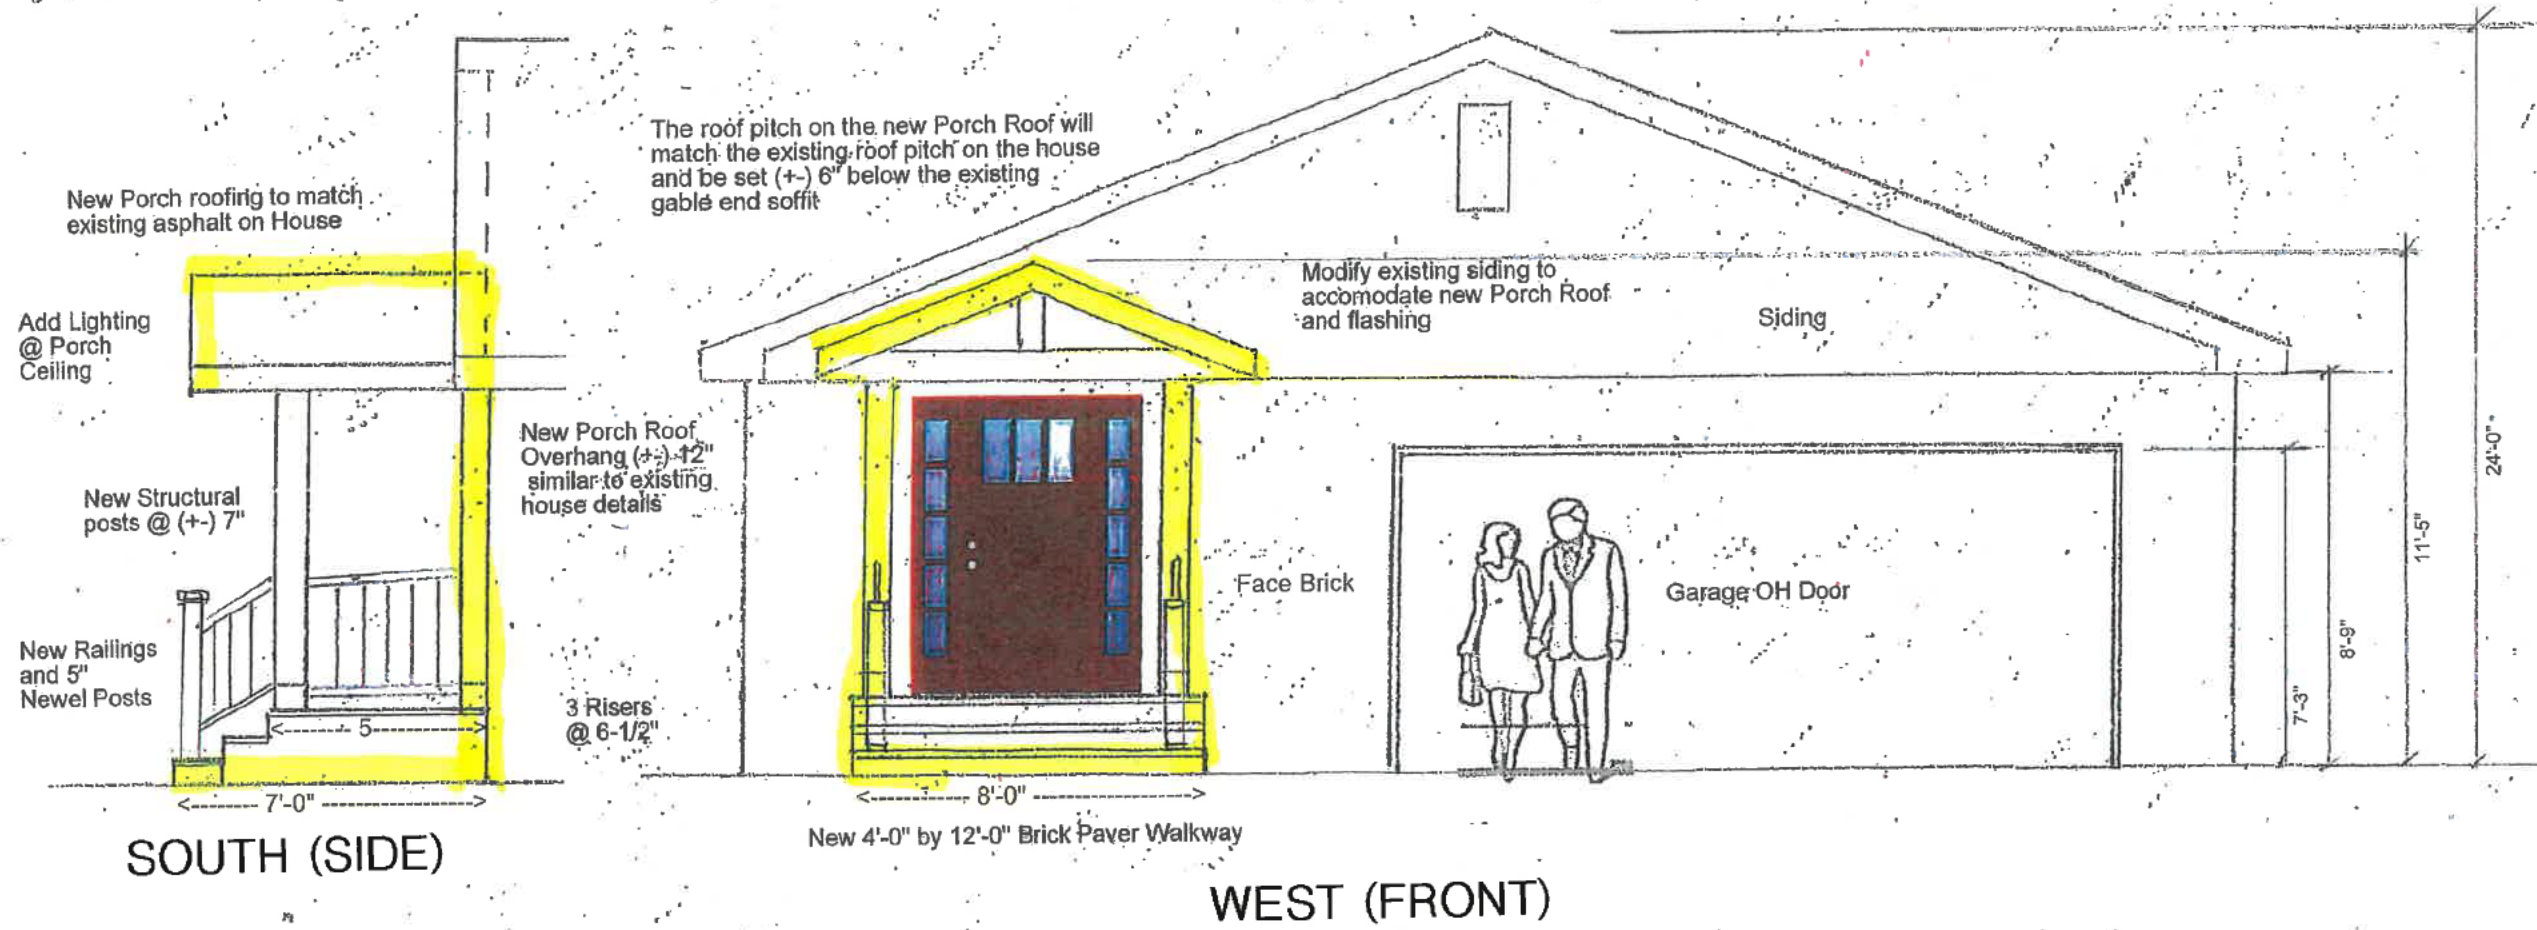 The roof pitch on the new Porch Roof will
match the existing roof pitch on the house
and be set (+-) 6" below the existing
gable end soffit
New Porch roofing to match
existing asphalt on House
Add Lighting
@ Porch
Ceiling
Modify existing siding to
accomodate new Porch Roof
and flashing
Siding
New Porch Roof
Overhang (+-) 12"
similar to existing
house details
New Structural
posts @ (+-) 7"
New Railings
and 5"
Newel Posts
3 Risers
@ 6-1/2"
Face Brick
Garage OH Door
24'-0"
11'-5"
8'-9"
7'-3"
5
7'-0"
8'-0"
New 4'-0" by 12'-0" Brick Paver Walkway
SOUTH (SIDE)
WEST (FRONT)